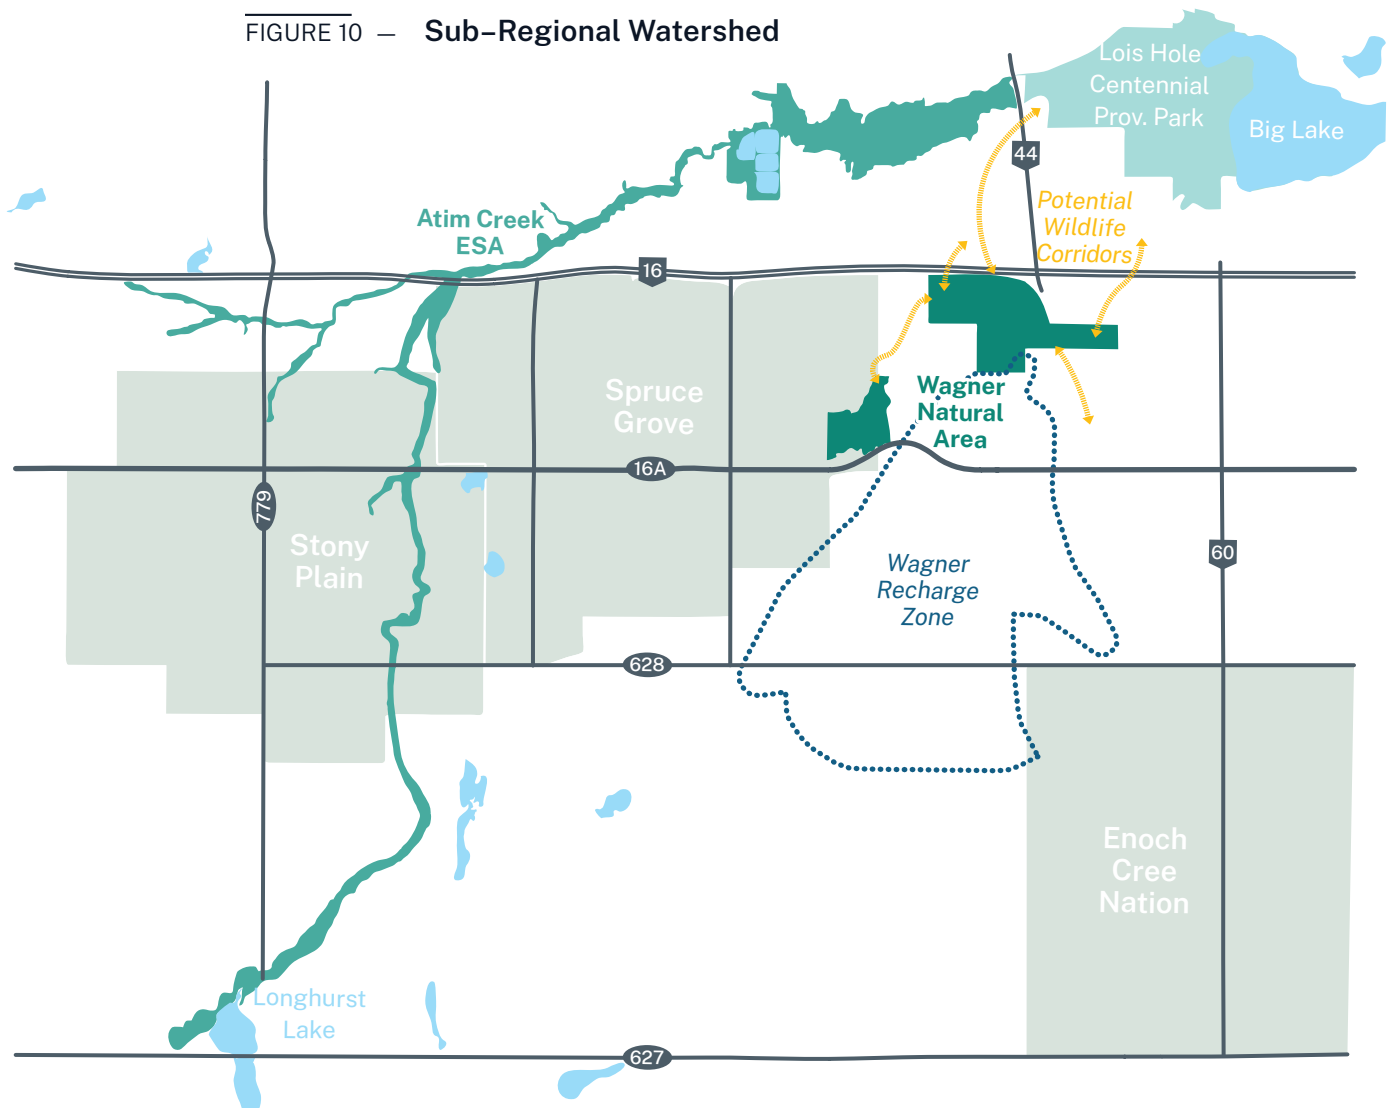 FIGURE 10 — Sub-Regional Watershed
Lois Hole
Centennial
Prov. Park
Big Lake
44
Potential
Wildlife
Corridors
Atim Creek
ESA
16
Spruce
Grove
Wagner
Natural
Area
16A
779
Stony
Plain
Wagner
Recharge
Zone
60
628
Enoch
Cree
Nation
Longhurst
Lake
627